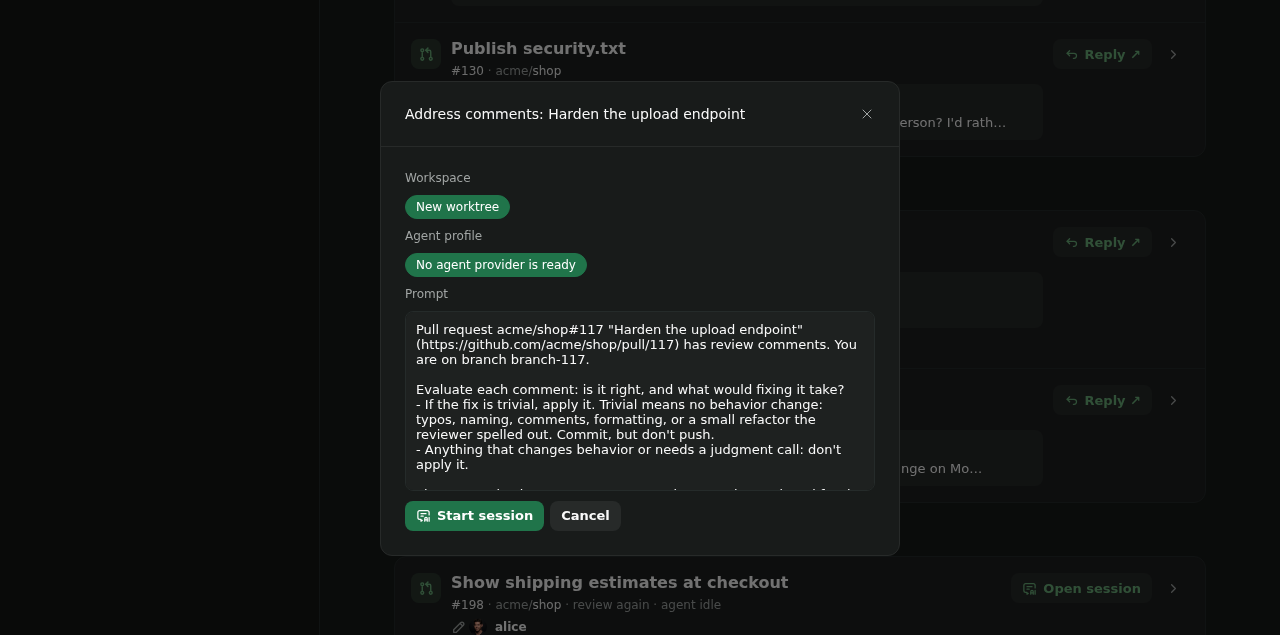 Publish security.txt
Reply ↗
#130 · acme/shop
Address comments: Harden the upload endpoint
erson? I'd rath…
Workspace
New worktree
Agent profile
Reply ↗
No agent provider is ready
Prompt
Pull request acme/shop#117 "Harden the upload endpoint"
(https://github.com/acme/shop/pull/117) has review comments. You
are on branch branch-117.
Evaluate each comment: is it right, and what would fixing it take?
- If the fix is trivial, apply it. Trivial means no behavior change:
typos, naming, comments, formatting, or a small refactor the
reviewer spelled out. Commit, but don't push.
- Anything that changes behavior or needs a judgment call: don't
apply it.
Reply ↗
nge on Mo…
Start session
Cancel
Show shipping estimates at checkout
Open session
#198 · acme/shop · review again · agent idle
alice